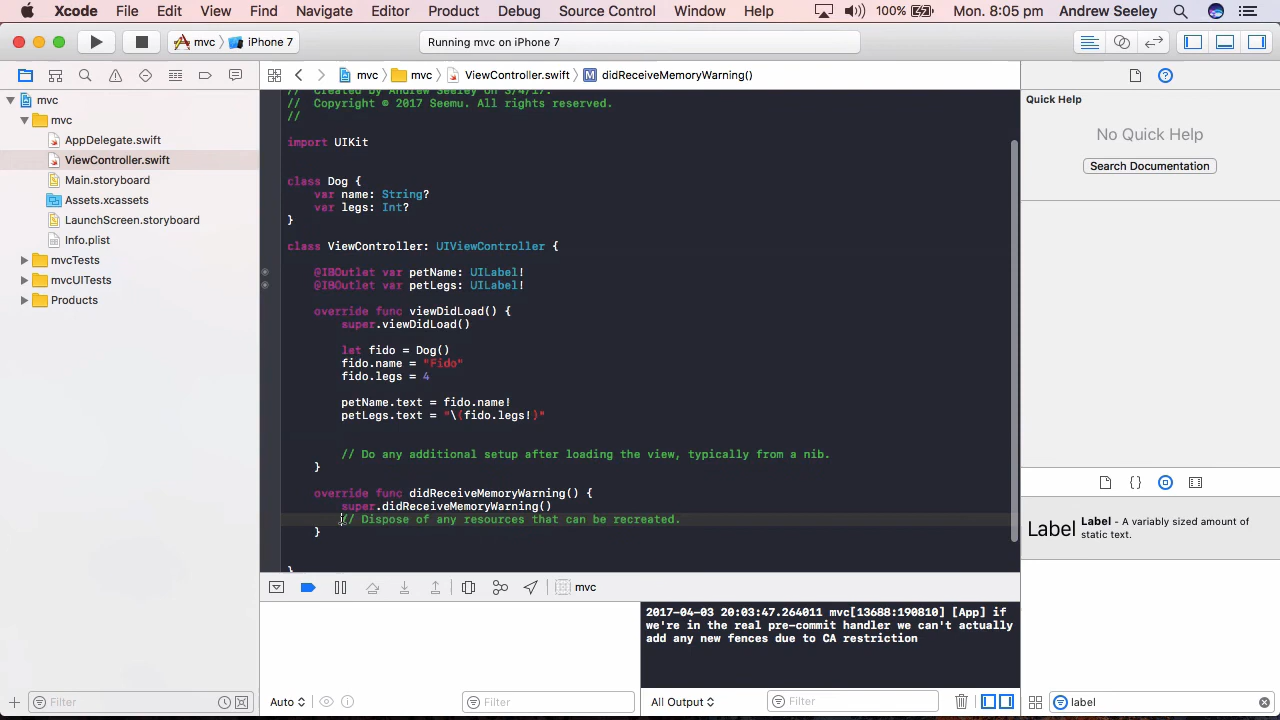 Xcode File Edit View Find Navigate Editor Product Debug Source Control Window Help 100% Mon. 8:05 pm Andrew Seeley
mvc iPhone 7 Running mvc on iPhone 7
mvc mvc ViewController.swift M didReceiveMemoryWarning()
Quick Help
No Quick Help
Search Documentation
mvc
mvc
AppDelegate.swift
ViewController.swift
Main.storyboard
Assets.xcassets
LaunchScreen.storyboard
Info.plist
mvcTests
mvcUITests
Products
// Created by Andrew Seeley on 3/4/17.
// Copyright © 2017 Seemu. All rights reserved.
//
import UIKit
class Dog {
var name: String?
var legs: Int?
}
class ViewController: UIViewController {
@IBOutlet var petName: UILabel!
@IBOutlet var petLegs: UILabel!
override func viewDidLoad() {
super.viewDidLoad()
let fido = Dog()
fido.name = "Fido"
fido.legs = 4
petName.text = fido.name!
petLegs.text = "\(fido.legs!)"
// Do any additional setup after loading the view, typically from a nib.
}
override func didReceiveMemoryWarning() {
super.didReceiveMemoryWarning()
// Dispose of any resources that can be recreated.
}
}
mvc
2017-04-03 20:03:47.264011 mvc[13688:190810] [App] if
we're in the real pre-commit handler we can't actually
add any new fences due to CA restriction
{}
Label Label - A variably sized amount of
static text.
Filter Auto Filter All Output Filter label